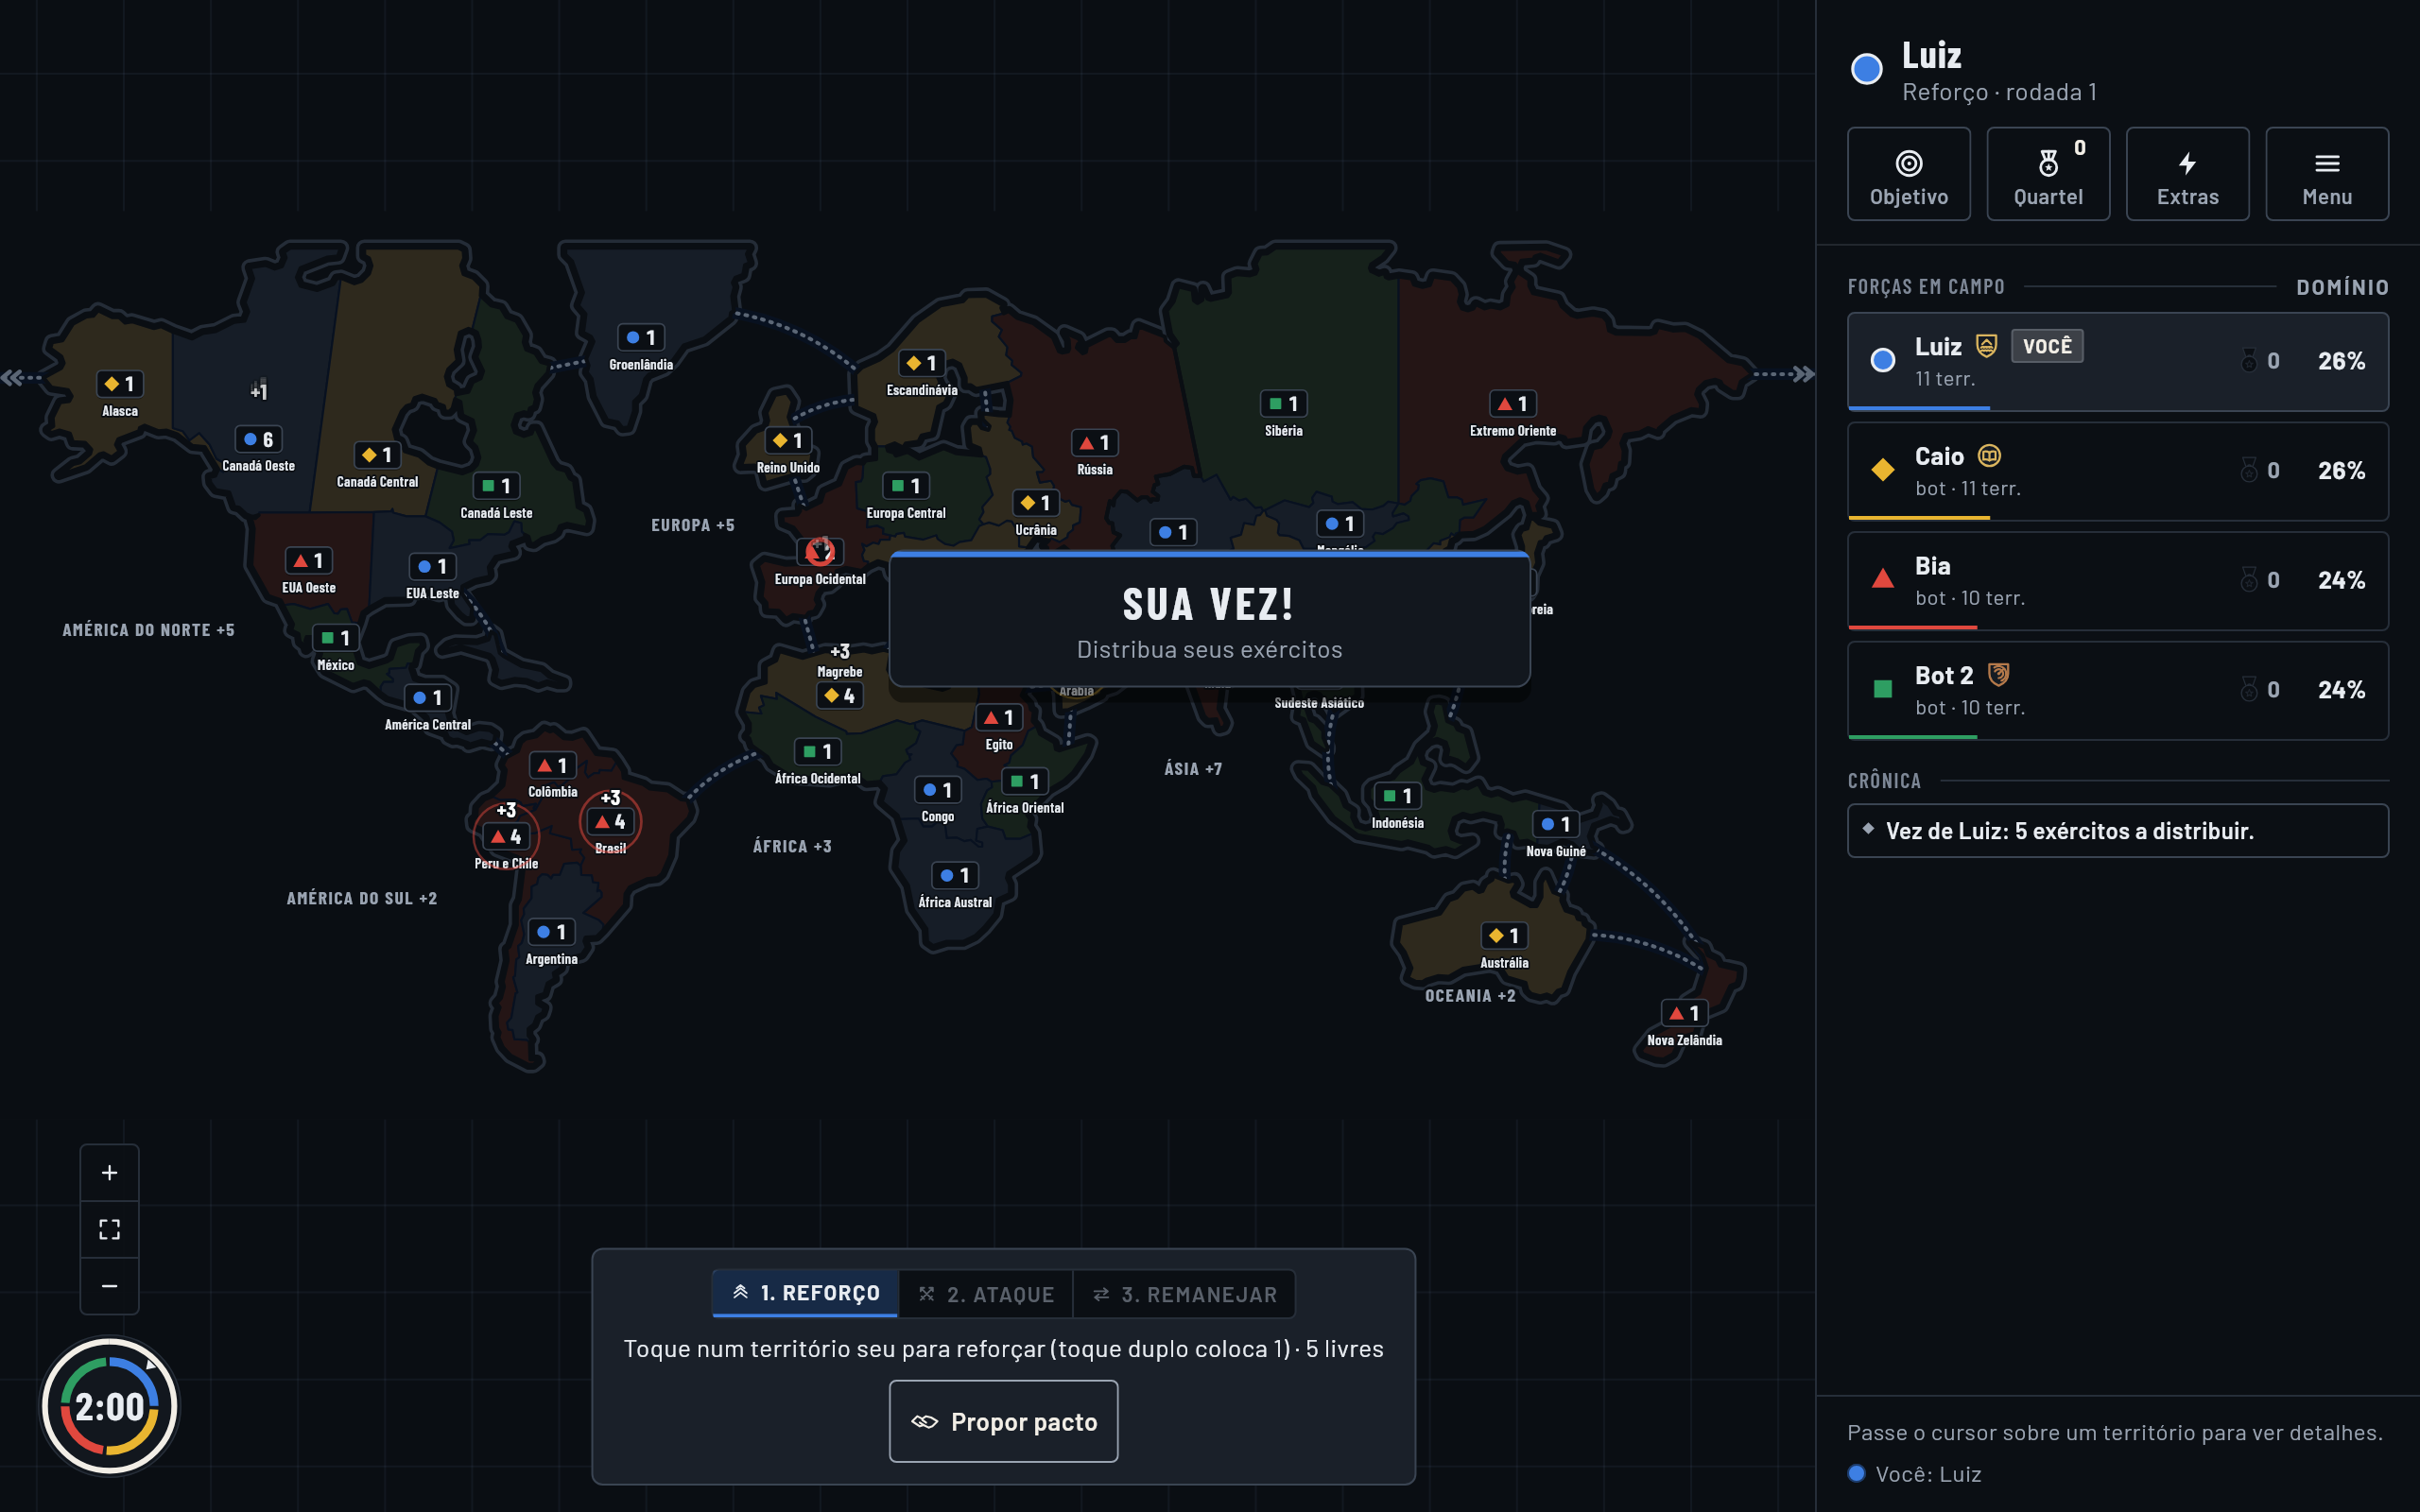 Luiz
Reforço · rodada 1
Objetivo
0
Quartel
Extras
Menu
FORÇAS EM CAMPO
DOMÍNIO
Luiz VOCÊ
11 terr.
0 26%
Caio
bot · 11 terr.
0 26%
Bia
bot · 10 terr.
0 24%
Bot 2
bot · 10 terr.
0 24%
CRÔNICA
Vez de Luiz: 5 exércitos a distribuir.
Passe o cursor sobre um território para ver detalhes.
Você: Luiz
1
Alasca
+1
6
Canadá Oeste
1
Canadá Central
1
Canadá Leste
1
Groenlândia
1
EUA Oeste
1
EUA Leste
1
México
1
América Central
AMÉRICA DO NORTE +5
1
Colômbia
+3
4
Peru e Chile
+3
4
Brasil
1
Argentina
AMÉRICA DO SUL +2
1
Escandinávia
1
Reino Unido
1
Europa Central
1
Ucrânia
1
Rússia
Europa Ocidental
EUROPA +5
+3
Magrebe
4
1
Egito
1
África Ocidental
1
África Oriental
1
Congo
1
África Austral
ÁFRICA +3
1
Sibéria
1
Extremo Oriente
1
1
Arábia
Sudeste Asiático
ÁSIA +7
1
Indonésia
1
Nova Guiné
1
Austrália
1
Nova Zelândia
OCEANIA +2
SUA VEZ!
Distribua seus exércitos
+
−
2:00
1. REFORÇO
2. ATAQUE
3. REMANEJAR
Toque num território seu para reforçar (toque duplo coloca 1) · 5 livres
Propor pacto